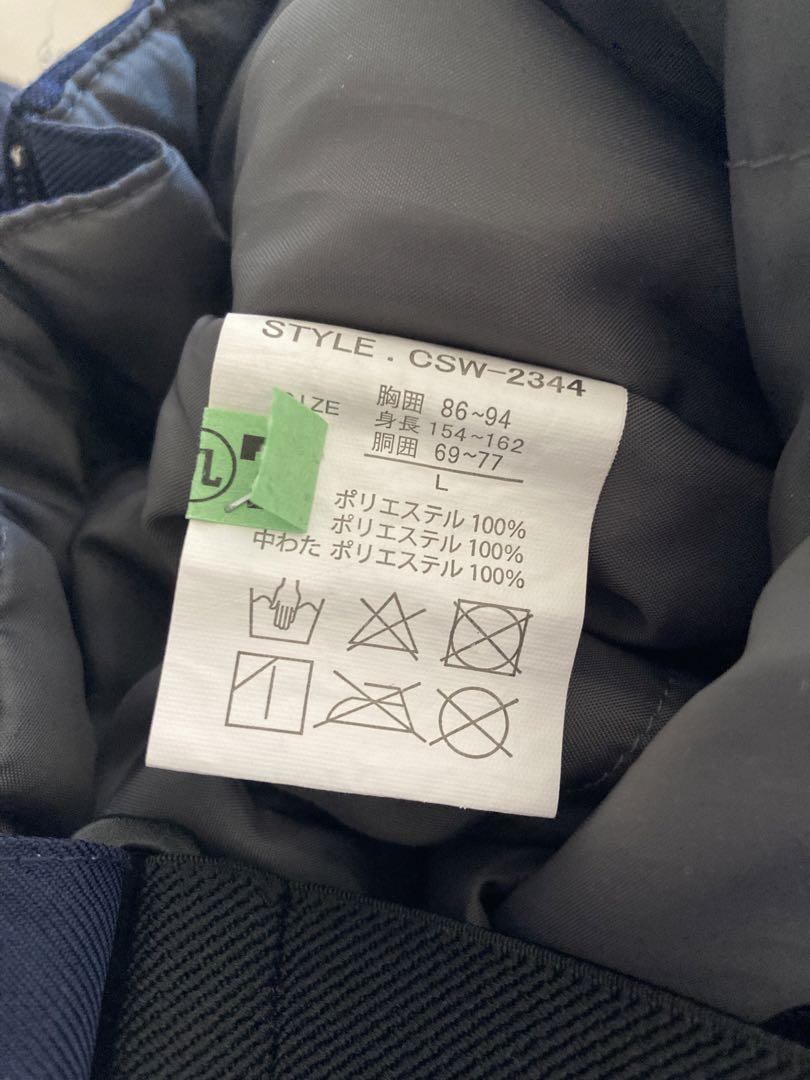 STYLE . CSW-2344
胸囲 86~94
身長 154~162
胴囲 69~77
L
ポリエステル 100%
ポリエステル 100%
中わた ポリエステル 100%